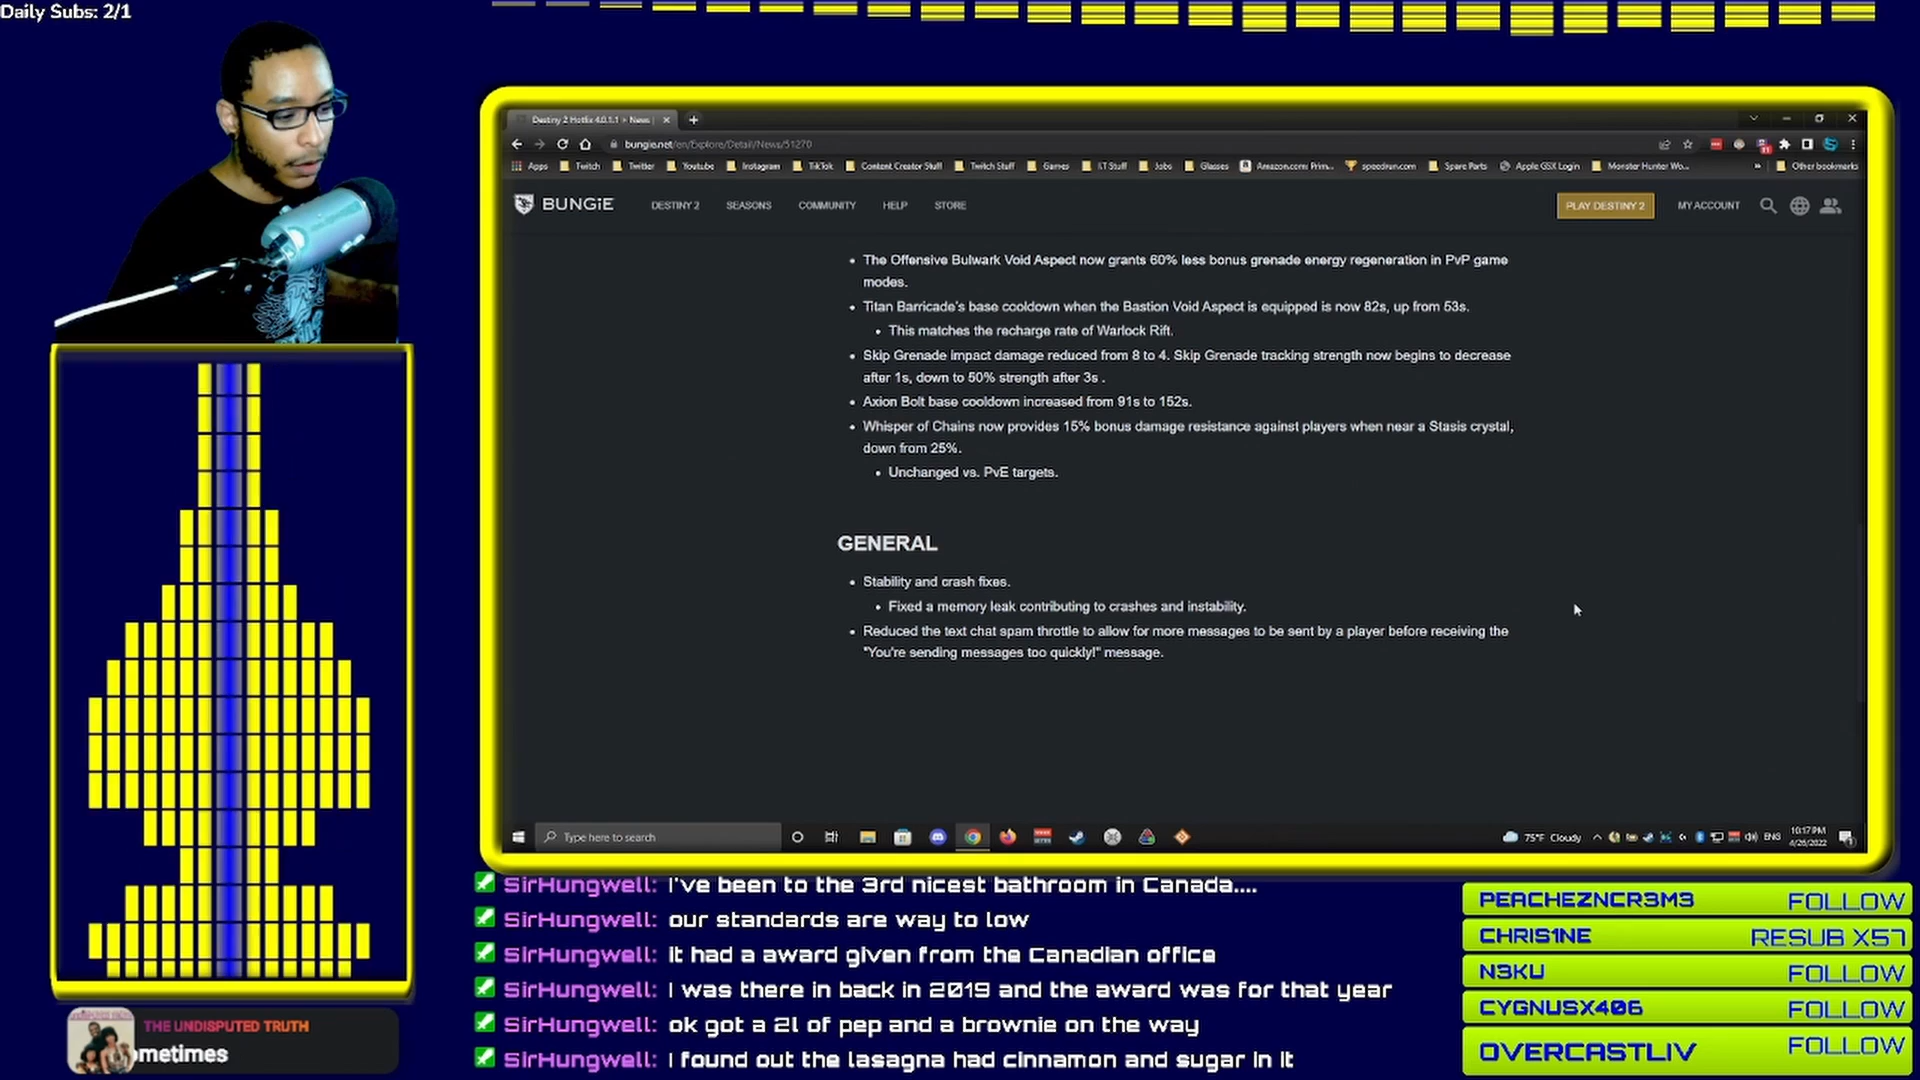 Daily Subs: 2/1
Destiny 2 Hotfix 4.0.1.1 > News |
bungie.net/en/Explore/Detail/News/51270
Apps Twitch Twitter Youtube Instagram TikTok Content Creator Stuff Twitch Stuff Games I.T Stuff Jobs Glasses Amazon.com: Prim... speedrun.com Spare Parts Apple GSX Login Monster Hunter Wo... » Other bookmarks
BUNGiE DESTINY 2 SEASONS COMMUNITY HELP STORE PLAY DESTINY 2 MY ACCOUNT
• The Offensive Bulwark Void Aspect now grants 60% less bonus grenade energy regeneration in PvP game
modes.
• Titan Barricade's base cooldown when the Bastion Void Aspect is equipped is now 82s, up from 53s.
• This matches the recharge rate of Warlock Rift.
• Skip Grenade impact damage reduced from 8 to 4. Skip Grenade tracking strength now begins to decrease
after 1s, down to 50% strength after 3s .
• Axion Bolt base cooldown increased from 91s to 152s.
• Whisper of Chains now provides 15% bonus damage resistance against players when near a Stasis crystal,
down from 25%.
• Unchanged vs. PvE targets.
GENERAL
• Stability and crash fixes.
• Fixed a memory leak contributing to crashes and instability.
• Reduced the text chat spam throttle to allow for more messages to be sent by a player before receiving the
"You're sending messages too quickly!" message.
Type here to search
75°F Cloudy ENG 10:17 PM
4/26/2022
SirHungwell: I've been to the 3rd nicest bathroom in Canada....
SirHungwell: our standards are way to low
SirHungwell: it had a award given from the Canadian office
SirHungwell: I was there in back in 2019 and the award was for that year
SirHungwell: ok got a 2l of pep and a brownie on the way
SirHungwell: I found out the lasagna had cinnamon and sugar in it
PEACHEZNCR3M3 FOLLOW
CHRIS1NE RESUB X57
N3KU FOLLOW
CYGNUSX406 FOLLOW
OVERCASTLIV FOLLOW
THE UNDISPUTED TRUTH
ometimes